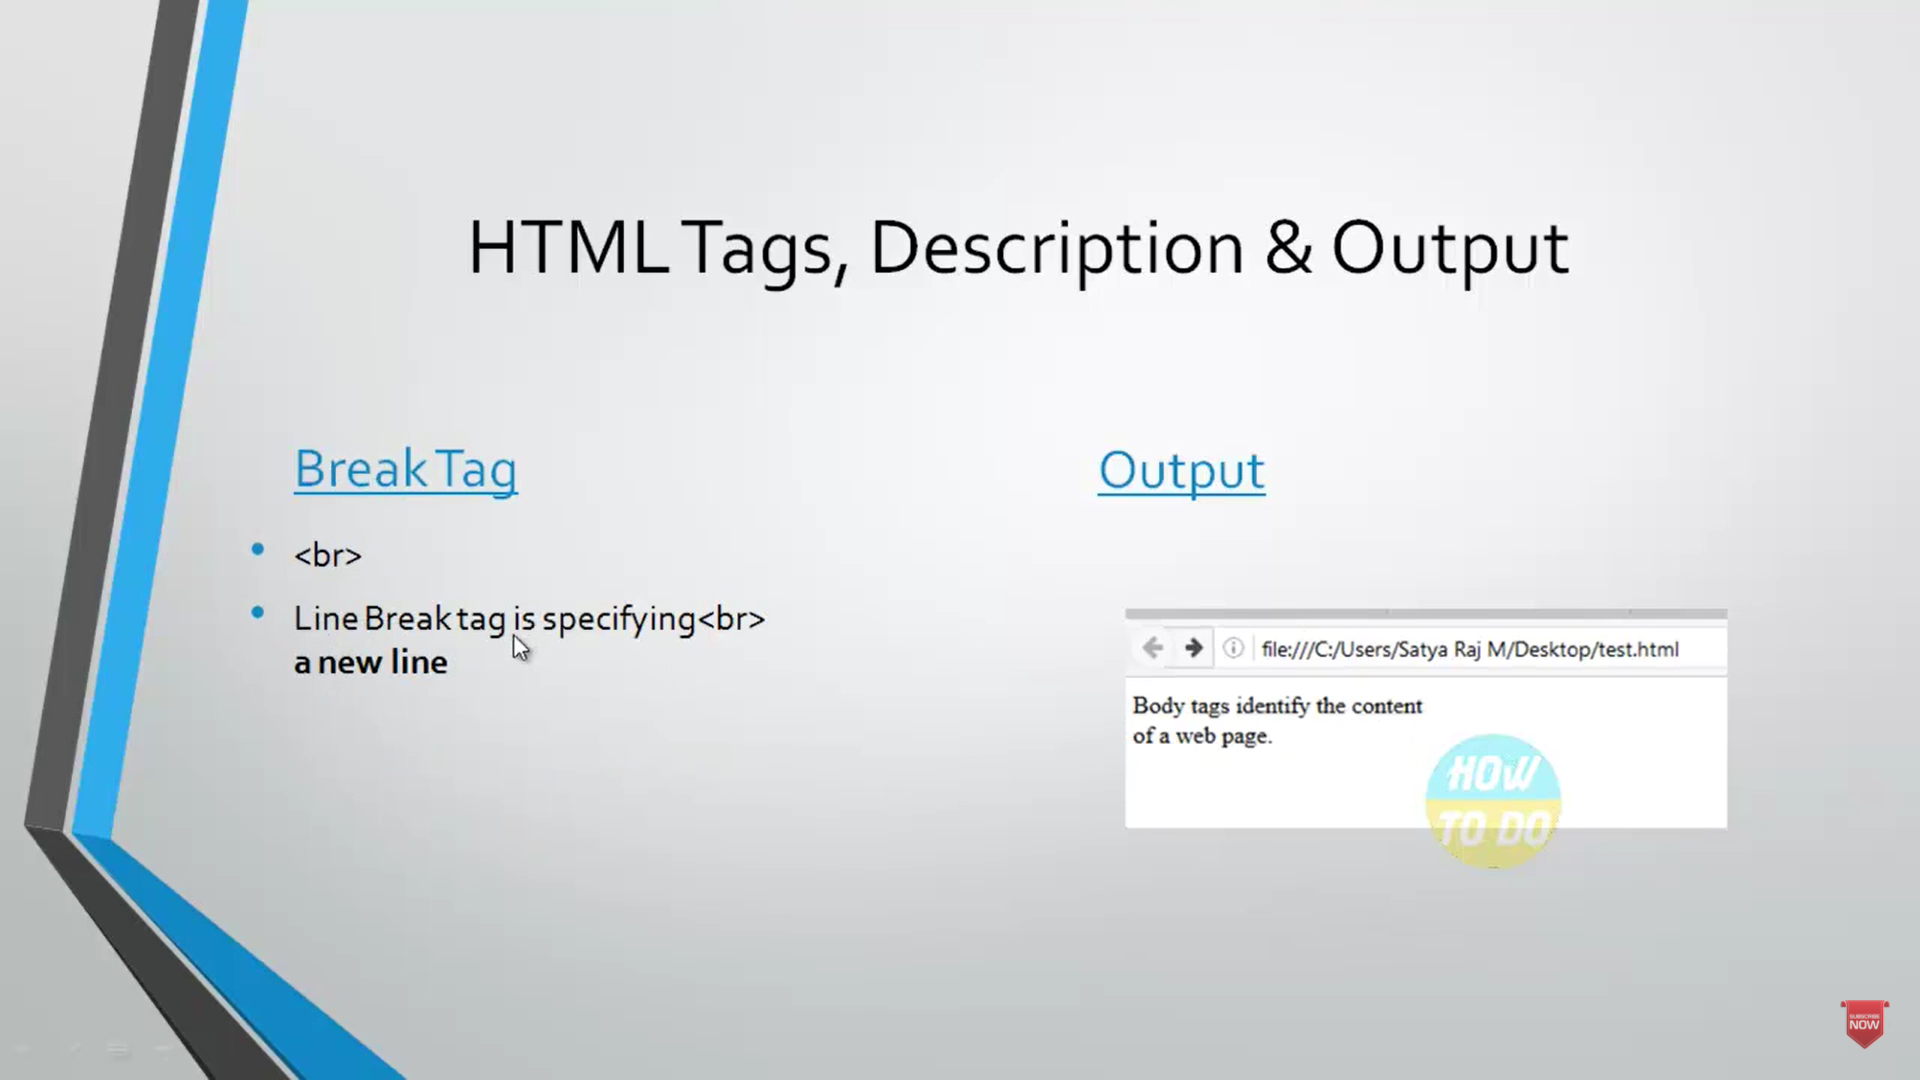 HTML Tags, Description & Output
Break Tag
<br>
Line Break tag is specifying<br>
a new line
Output
file:///C:/Users/Satya Raj M/Desktop/test.html
Body tags identify the content
of a web page.
HOW
TO DO
SUBSCRIBE
NOW